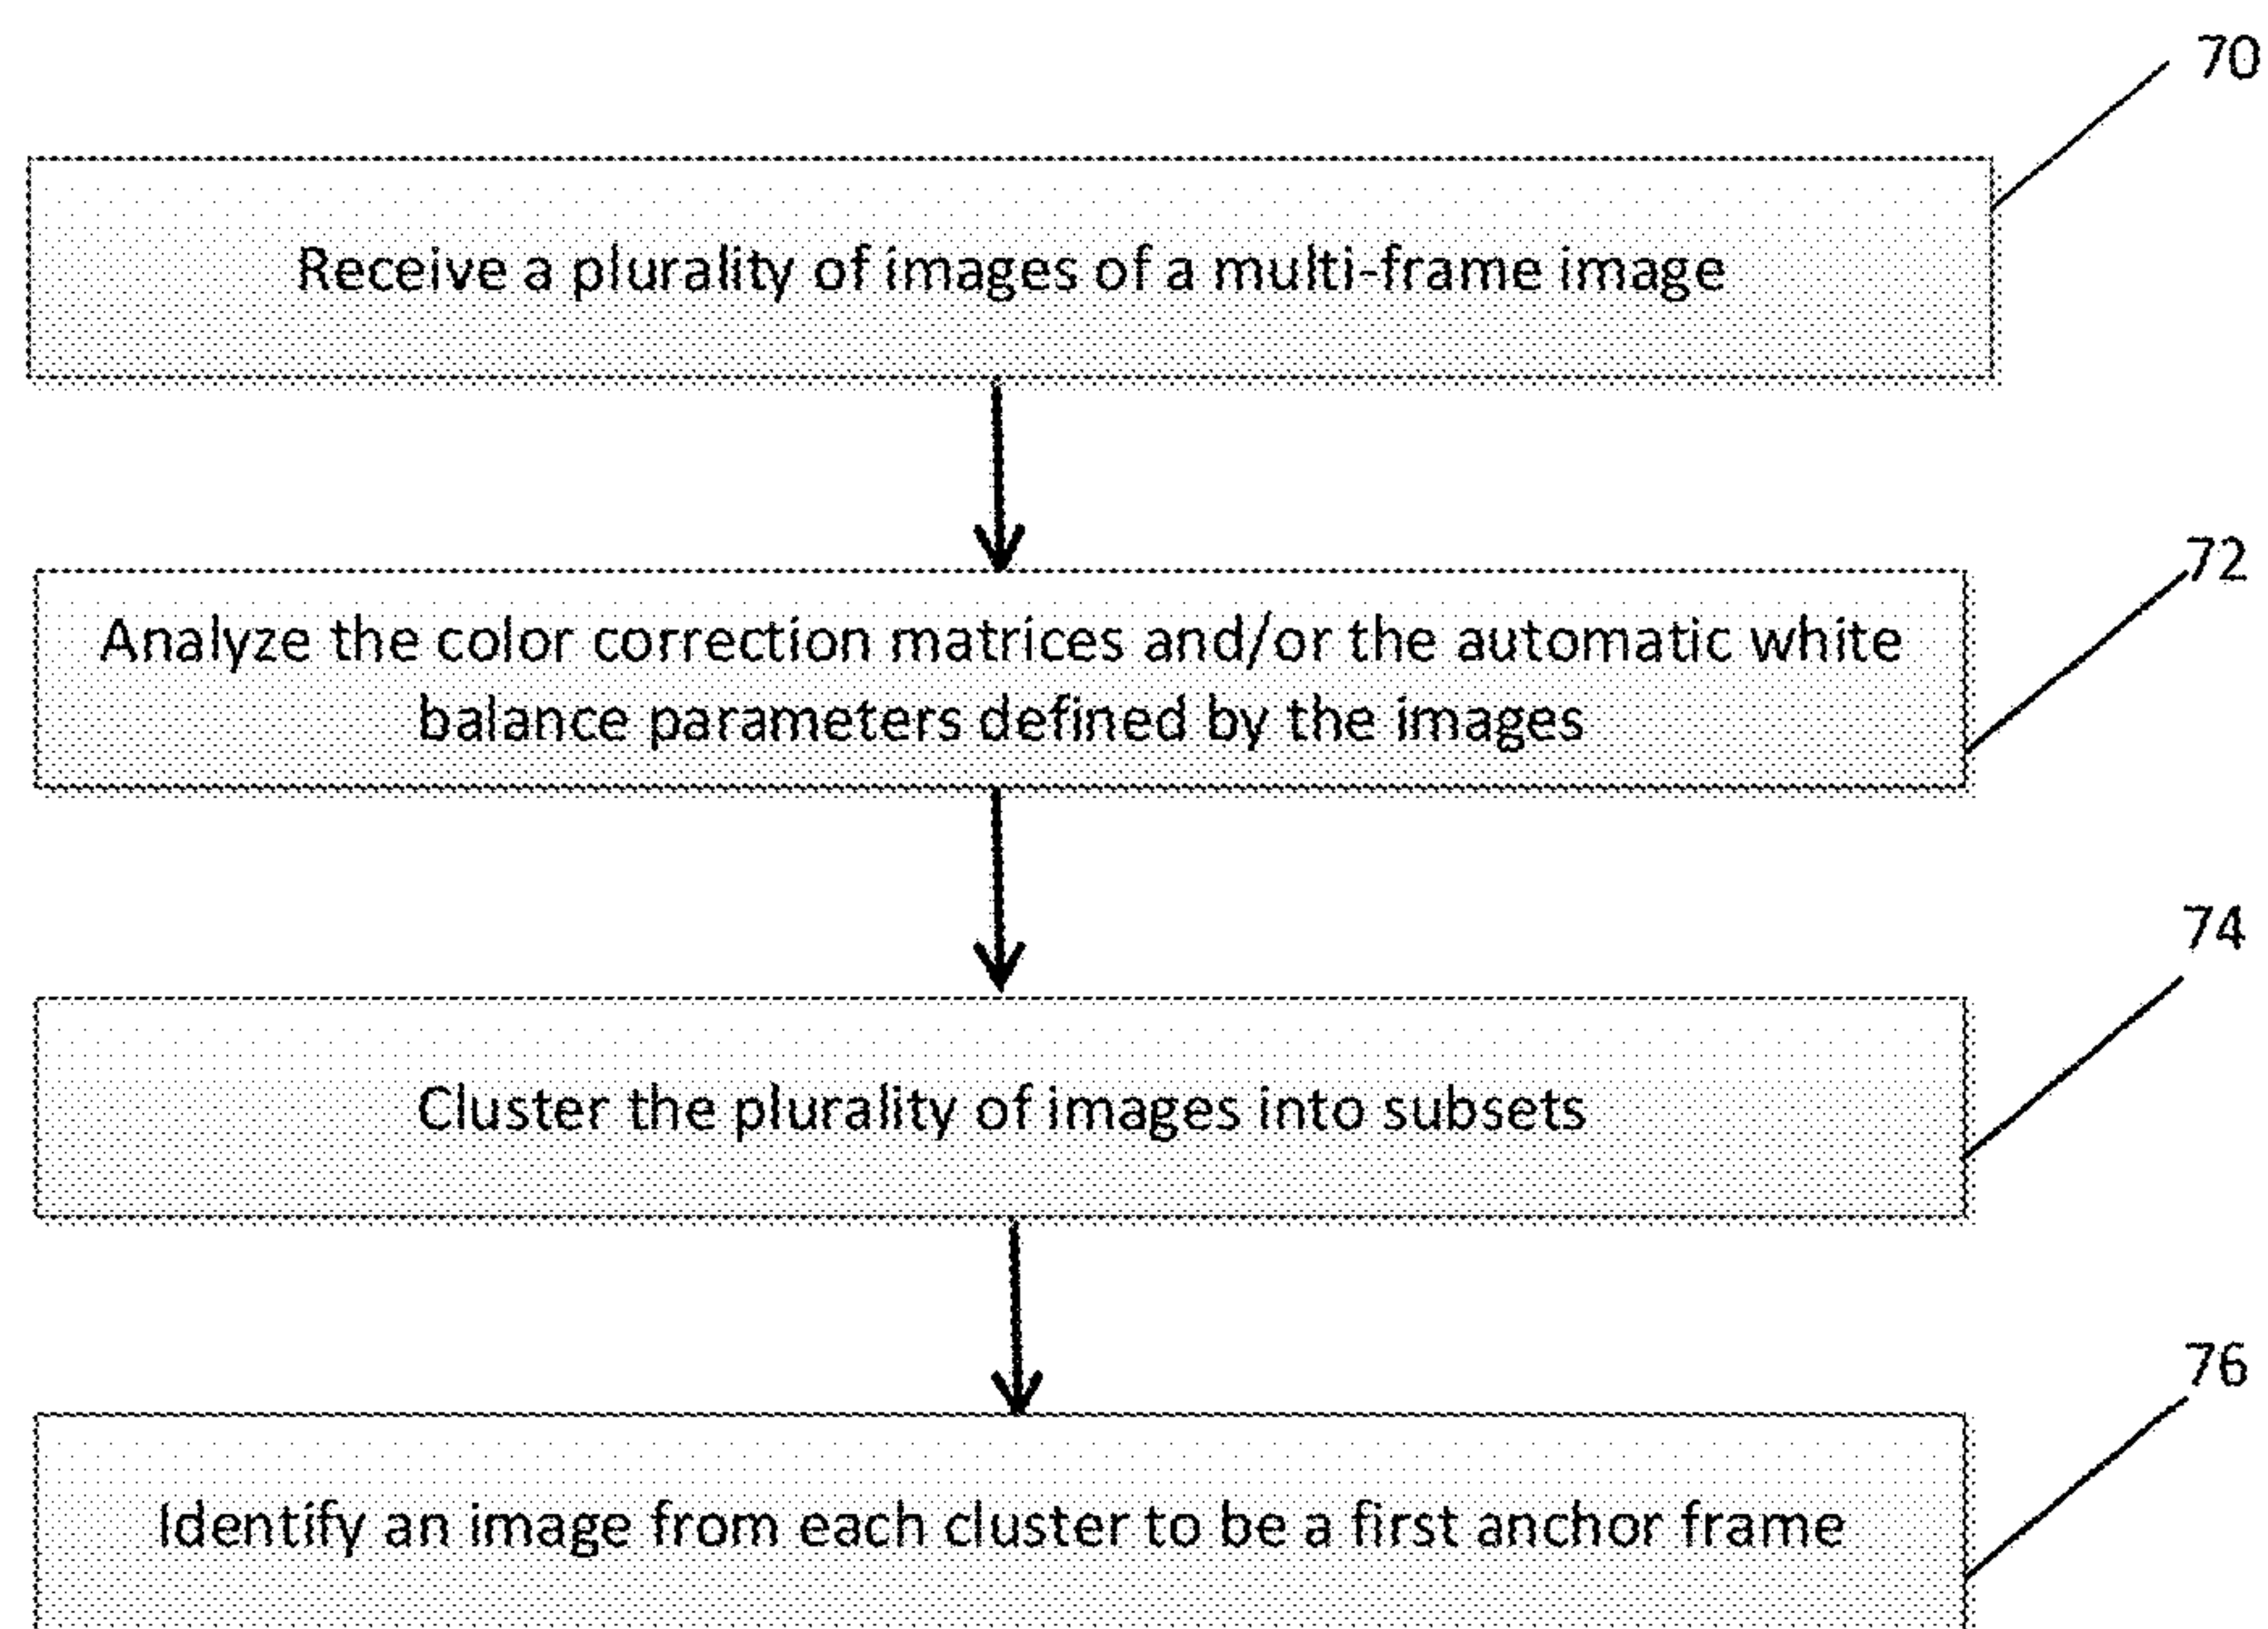 70
Receive a plurality of images of a multi-frame image
72
Analyze the color correction matrices and/or the automatic white
balance parameters defined by the images
74
Cluster the plurality of images into subsets
76
Identify an image from each cluster to be a first anchor frame